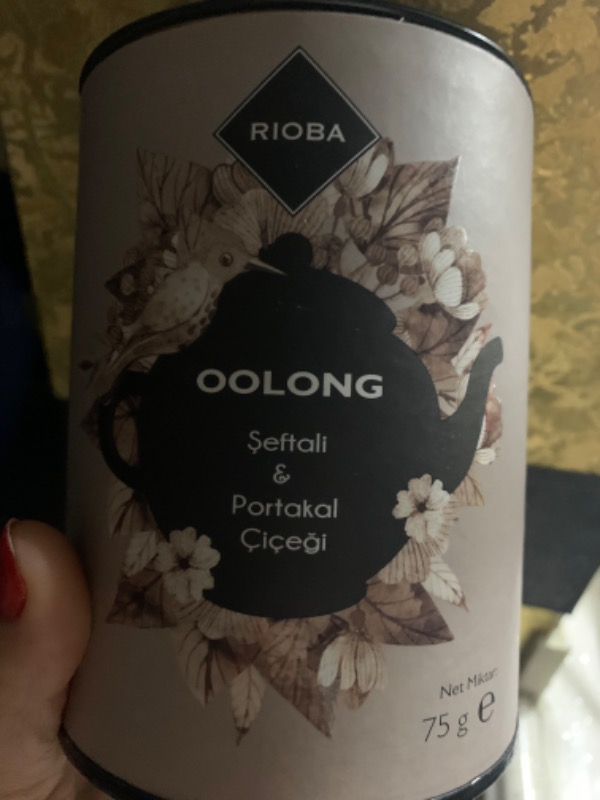 RIOBA
OOLONG
Şeftali
&
Portakal
Çiçeği
Net Miktar:
75 g e